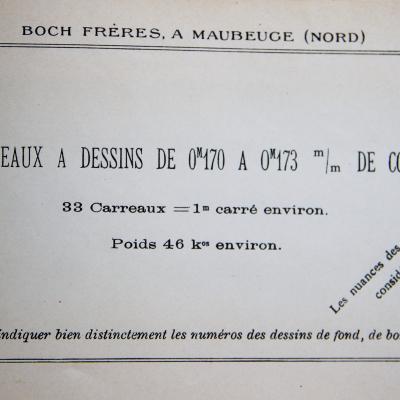 BOCH FRÈRES, A MAUBEUGE (NORD)
EAUX A DESSINS DE 0ᴹ170 A 0ᴹ173 ᵐ/ₘ DE CO
33 Carreaux = 1ᵐ carré environ.
Poids 46 kᵒˢ environ.
Les nuances des
considé
indiquer bien distinctement les numéros des dessins de fond, de bo